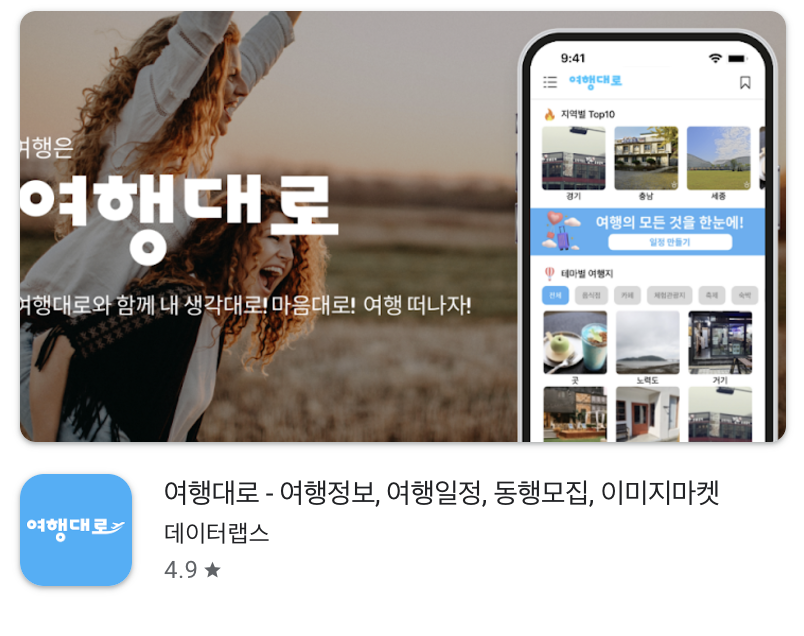 여행은
여행대로
여행대로와 함께 내 생각대로! 마음대로! 여행 떠나자!
9:41
여행대로
지역별 Top10
경기 충남 세종
여행의 모든 것을 한눈에!
일정 만들기
테마별 여행지
전체 음식점 카페 체험관광지 축제 숙박
곳 노력도 거기
여행대로
여행대로 - 여행정보, 여행일정, 동행모집, 이미지마켓
데이터랩스
4.9 ★